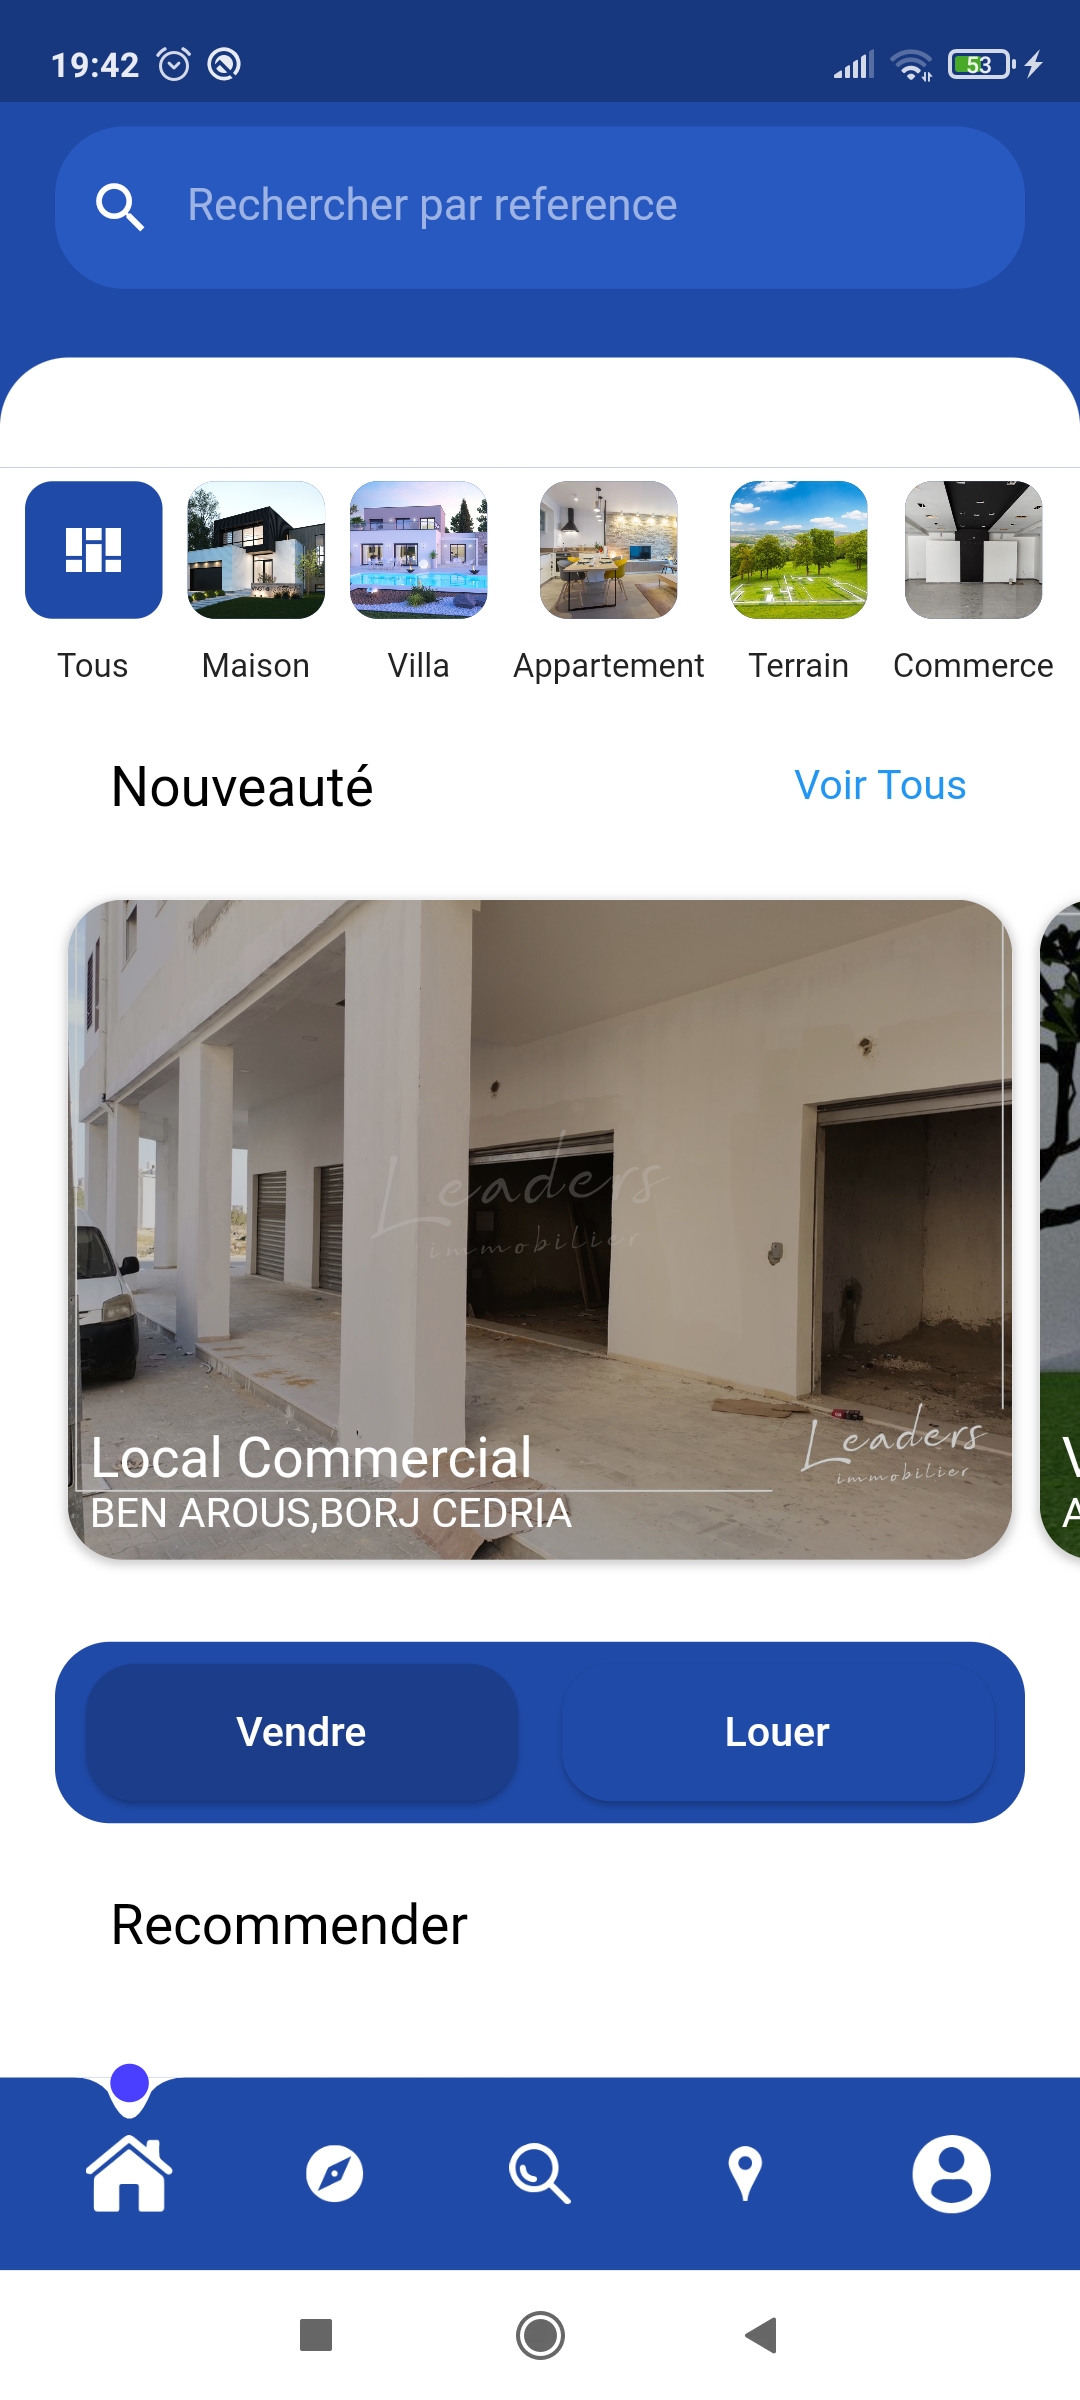 19:42
53
Rechercher par reference
Tous
Maison
Villa
Appartement
Terrain
Commerce
Nouveauté
Voir Tous
Leaders
immobilier
Leaders
immobilier
Local Commercial
BEN AROUS,BORJ CEDRIA
V
A
Vendre
Louer
Recommender